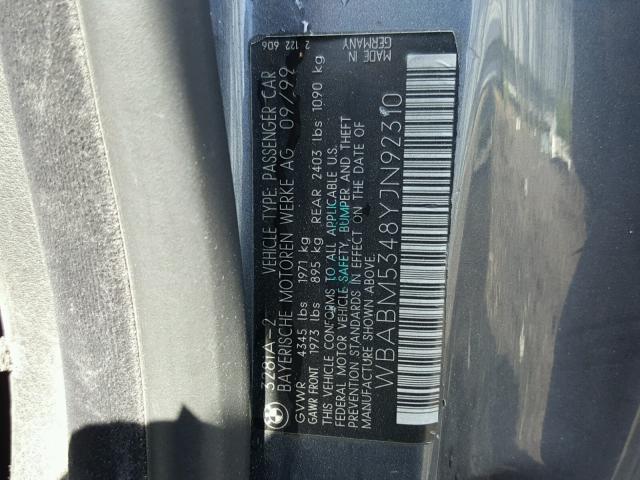 328iA-2 VEHICLE TYPE: PASSENGER CAR 2 122 606
BAYERISCHE MOTOREN WERKE AG 09/99
GVWR 4345 lbs 1971 kg MADE IN GERMANY
GAWR FRONT 1973 lbs 895 kg REAR 2403 lbs 1090 kg
THIS VEHICLE CONFORMS TO ALL APPLICABLE U.S.
FEDERAL MOTOR VEHICLE SAFETY, BUMPER AND THEFT
PREVENTION STANDARDS IN EFFECT ON THE DATE OF
MANUFACTURE SHOWN ABOVE.
WBABM5348YJN92310